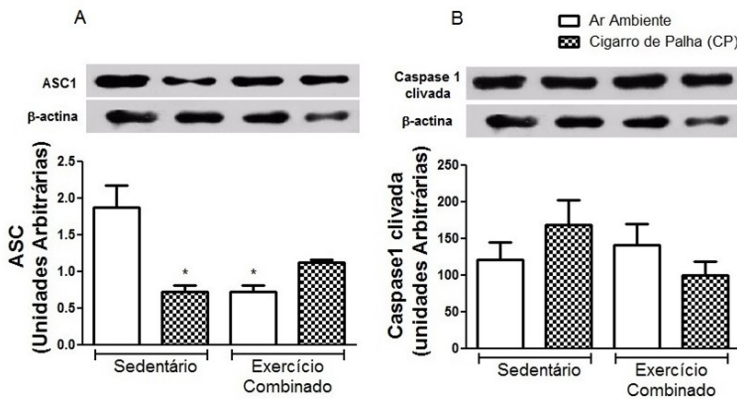 A
ASC1
β-actina
ASC
(Unidades Arbitrárias)
2.5
2.0
1.5
1.0
0.5
0.0
*
*
Sedentário
Exercício
Combinado
B
Ar Ambiente
Cigarro de Palha (CP)
Caspase 1
clivada
β-actina
Caspase1 clivada
(unidades Arbitrárias)
250
200
150
100
50
0
Sedentário
Exercício
Combinado